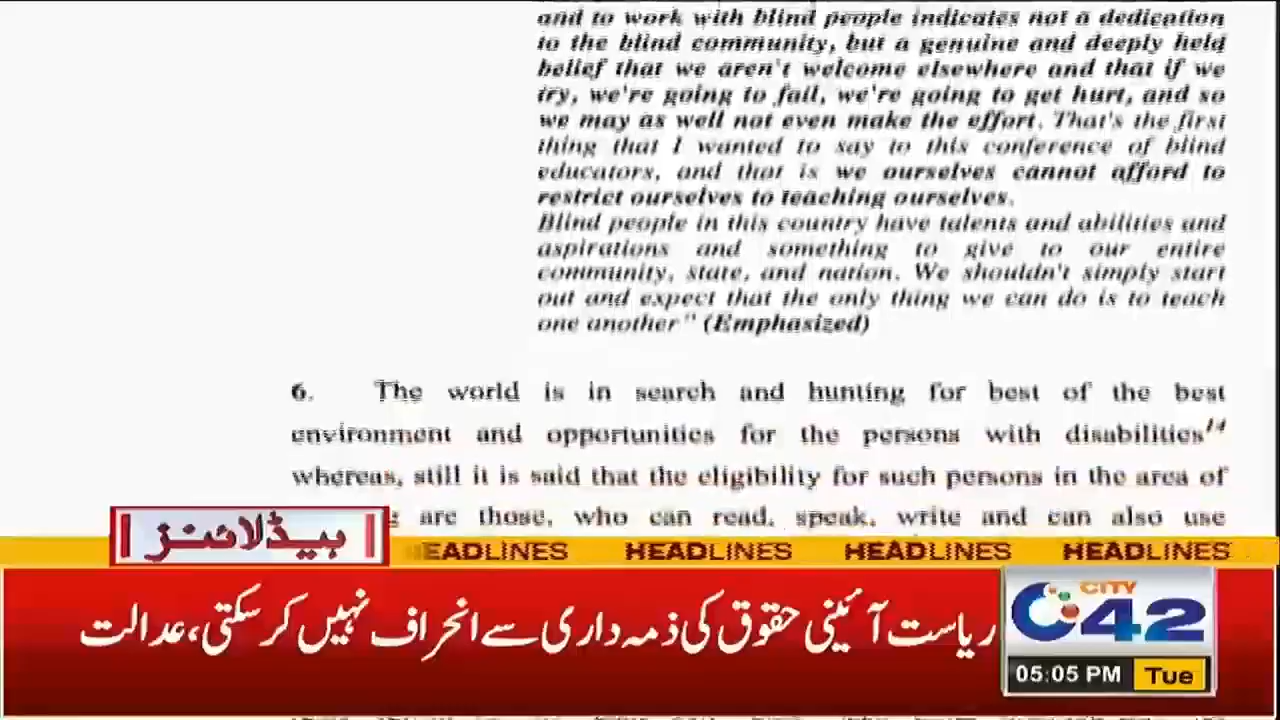 and to work with blind people indicates not a dedication
to the blind community, but a genuine and deeply held
belief that we aren't welcome elsewhere and that if we
try, we're going to fail, we're going to get hurt, and so
we may as well not even make the effort. That's the first
thing that I wanted to say to this conference of blind
educators, and that is we ourselves cannot afford to
restrict ourselves to teaching ourselves.
Blind people in this country have talents and abilities and
aspirations and something to give to our entire
community, state, and nation. We shouldn't simply start
out and expect that the only thing we can do is to teach
one another" (Emphasized)
6. The world is in search and hunting for best of the best
environment and opportunities for the persons with disabilities14
whereas, still it is said that the eligibility for such persons in the area of
are those, who can read, speak, write and can also use
ہیڈلائنز
EADLINES HEADLINES HEADLINES HEADLINES
ریاست آئینی حقوق کی ذمہ داری سے انحراف نہیں کر سکتی، عدالت
CITY
42
05:05 PM Tue